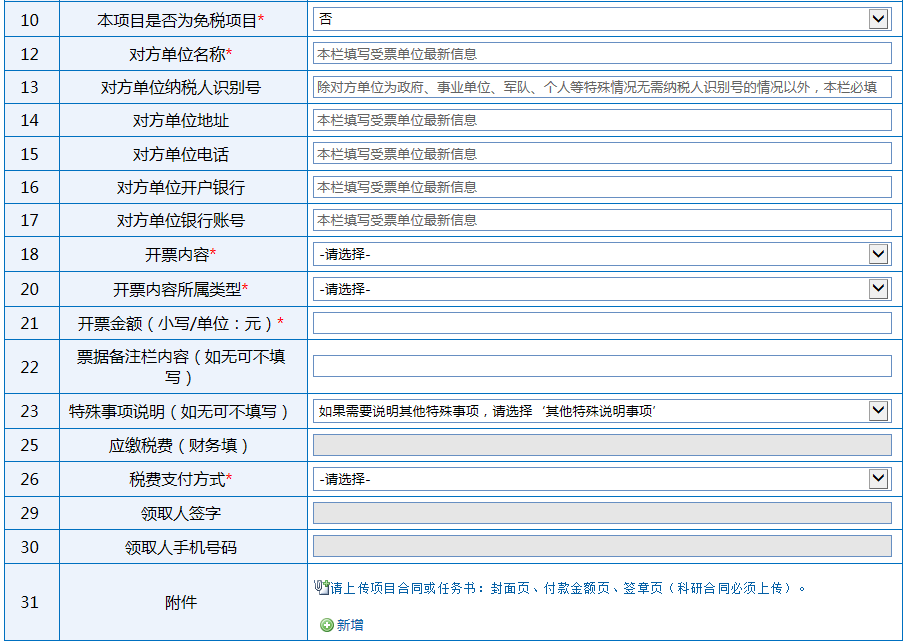 10 本项目是否为免税项目* 否
12 对方单位名称* 本栏填写受票单位最新信息
13 对方单位纳税人识别号 除对方单位为政府、事业单位、军队、个人等特殊情况无需纳税人识别号的情况以外，本栏必填
14 对方单位地址 本栏填写受票单位最新信息
15 对方单位电话 本栏填写受票单位最新信息
16 对方单位开户银行 本栏填写受票单位最新信息
17 对方单位银行账号 本栏填写受票单位最新信息
18 开票内容* -请选择-
20 开票内容所属类型* -请选择-
21 开票金额（小写/单位：元）*
22 票据备注栏内容（如无可不填
写）
23 特殊事项说明（如无可不填写） 如果需要说明其他特殊事项，请选择‘其他特殊说明事项’
25 应缴税费（财务填）
26 税费支付方式* -请选择-
29 领取人签字
30 领取人手机号码
31 附件 请上传项目合同或任务书：封面页、付款金额页、签章页（科研合同必须上传）。
新增